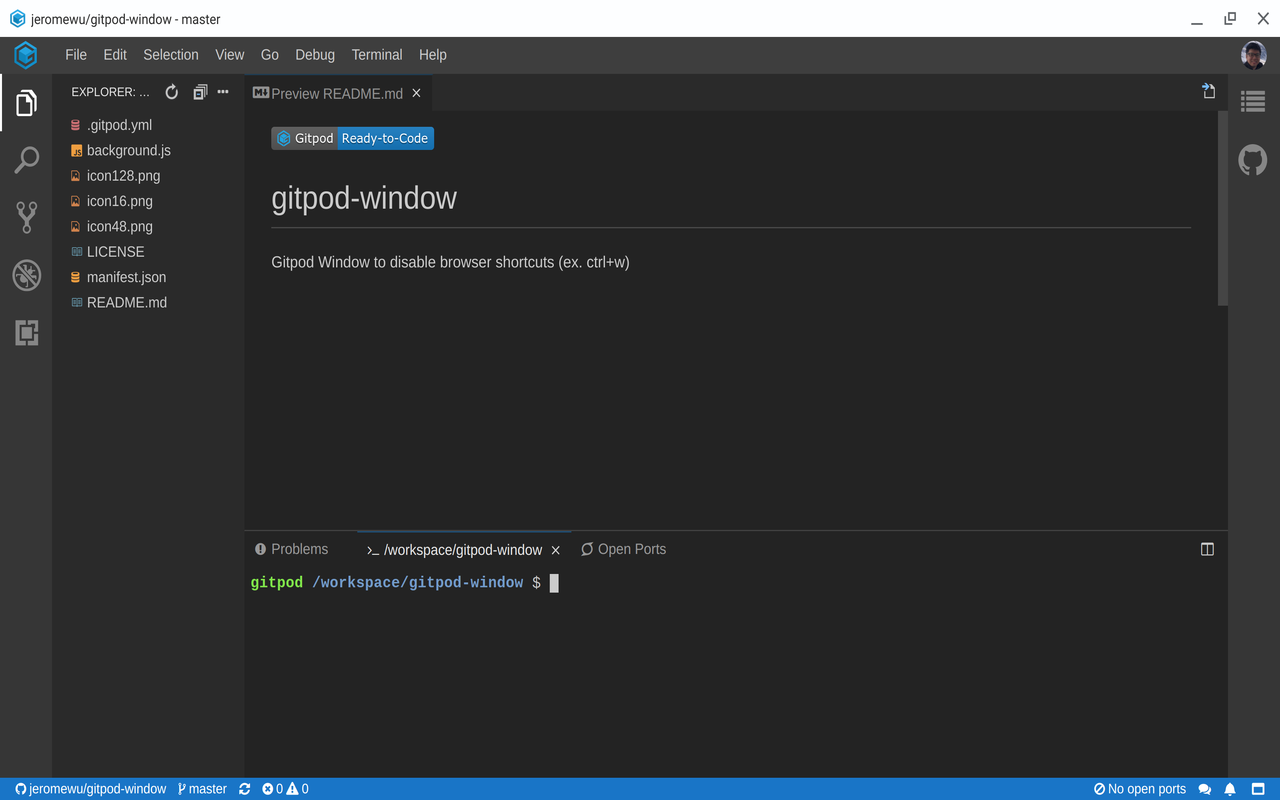 jeromewu/gitpod-window - master
File Edit Selection View Go Debug Terminal Help
EXPLORER: ...
Preview README.md
.gitpod.yml
background.js
icon128.png
icon16.png
icon48.png
LICENSE
manifest.json
README.md
Gitpod Ready-to-Code
gitpod-window
Gitpod Window to disable browser shortcuts (ex. ctrl+w)
Problems >_ /workspace/gitpod-window Open Ports
gitpod /workspace/gitpod-window $
jeromewu/gitpod-window master 0 0 No open ports